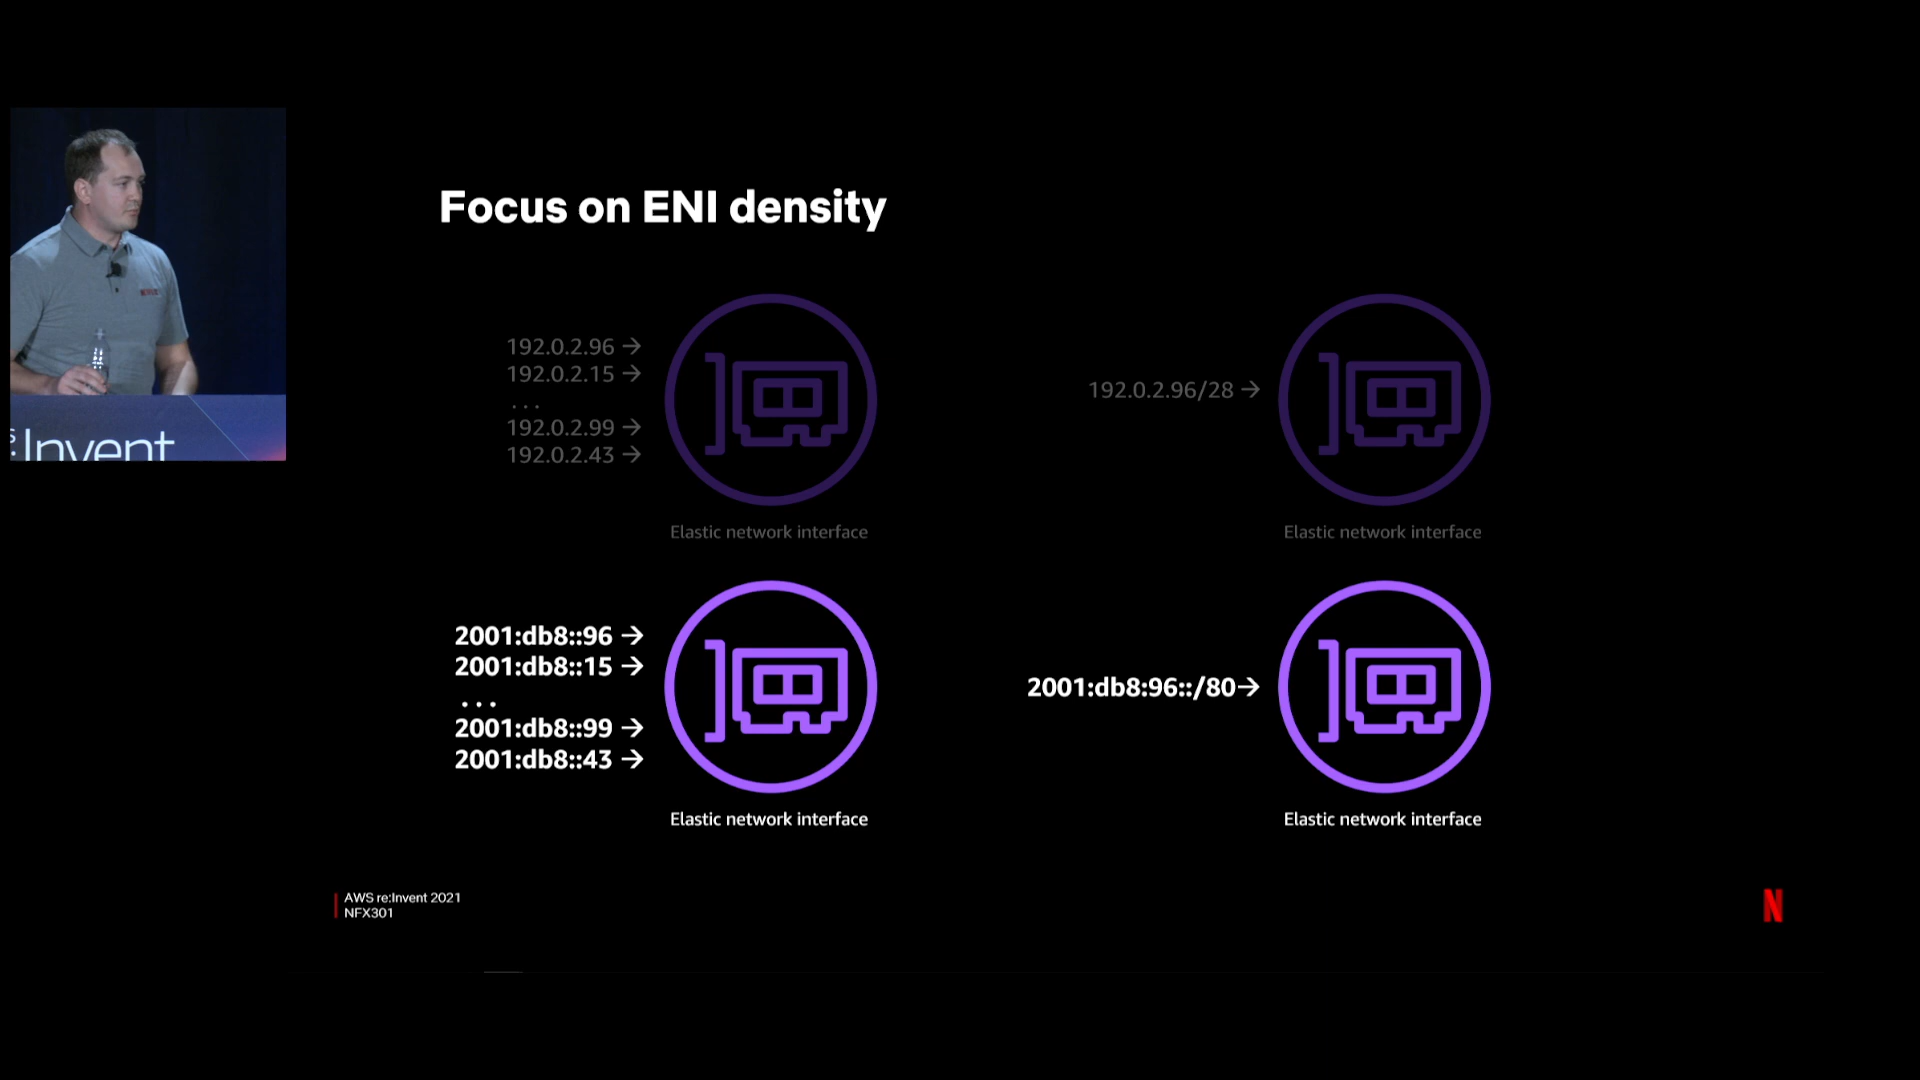 Focus on ENI density
192.0.2.96 →
192.0.2.15 →
...
192.0.2.99 →
192.0.2.43 →
Elastic network interface
192.0.2.96/28 →
Elastic network interface
2001:db8::96 →
2001:db8::15 →
...
2001:db8::99 →
2001:db8::43 →
Elastic network interface
2001:db8:96::/80→
Elastic network interface
:Invent
AWS re:Invent 2021
NFX301
N